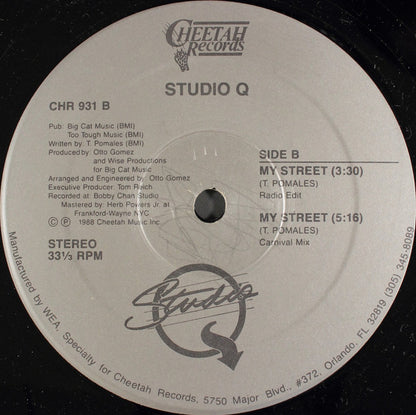 CHEETAH
Records
STUDIO Q
CHR 931 B
Pub: Big Cat Music (BMI)
Too Tough Music (BMI)
Written by: T. Pomales (BMI)
Produced by: Otto Gomez
and Wise Productions
for Big Cat Music
Arranged and Engineered by: Otto Gomez
Executive Producer: Tom Reich
Recorded at: Bobby Chan Studio
Mastered by: Herb Powers Jr. at
Frankford-Wayne NYC
© ℗ 1988 Cheetah Music Inc.
STEREO
33⅓ RPM
SIDE B
MY STREET (3:30)
(T. POMALES)
Radio Edit
MY STREET (5:16)
(T. POMALES)
Carnival Mix
Studio
Manufactured by WEA. Specialty for Cheetah Records, 5750 Major Blvd., #372, Orlando, FL 32819 (305) 345-8089